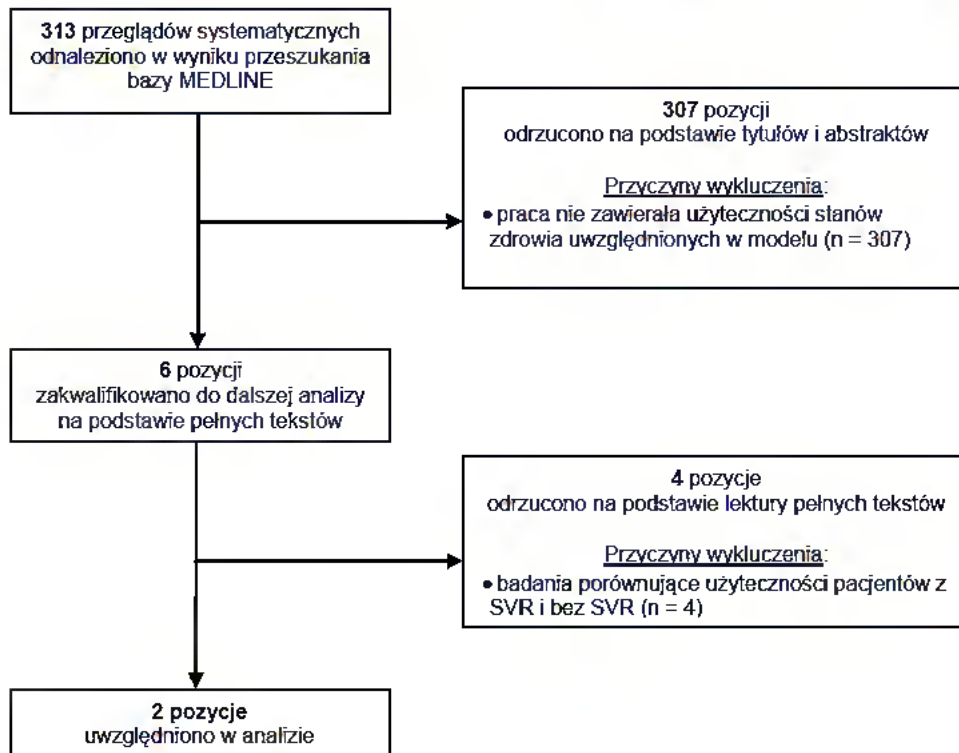 313 przeglądów systematycznych
odnaleziono w wyniku przeszukania
bazy MEDLINE
307 pozycji
odrzucono na podstawie tytułów i abstraktów
Przyczyny wykluczenia:
• praca nie zawierała użyteczności stanów
zdrowia uwzględnionych w modelu (n = 307)
6 pozycji
zakwalifikowano do dalszej analizy
na podstawie pełnych tekstów
4 pozycje
odrzucono na podstawie lektury pełnych tekstów
Przyczyny wykluczenia:
• badania porównujące użyteczności pacjentów z
SVR i bez SVR (n = 4)
2 pozycje
uwzględniono w analizie